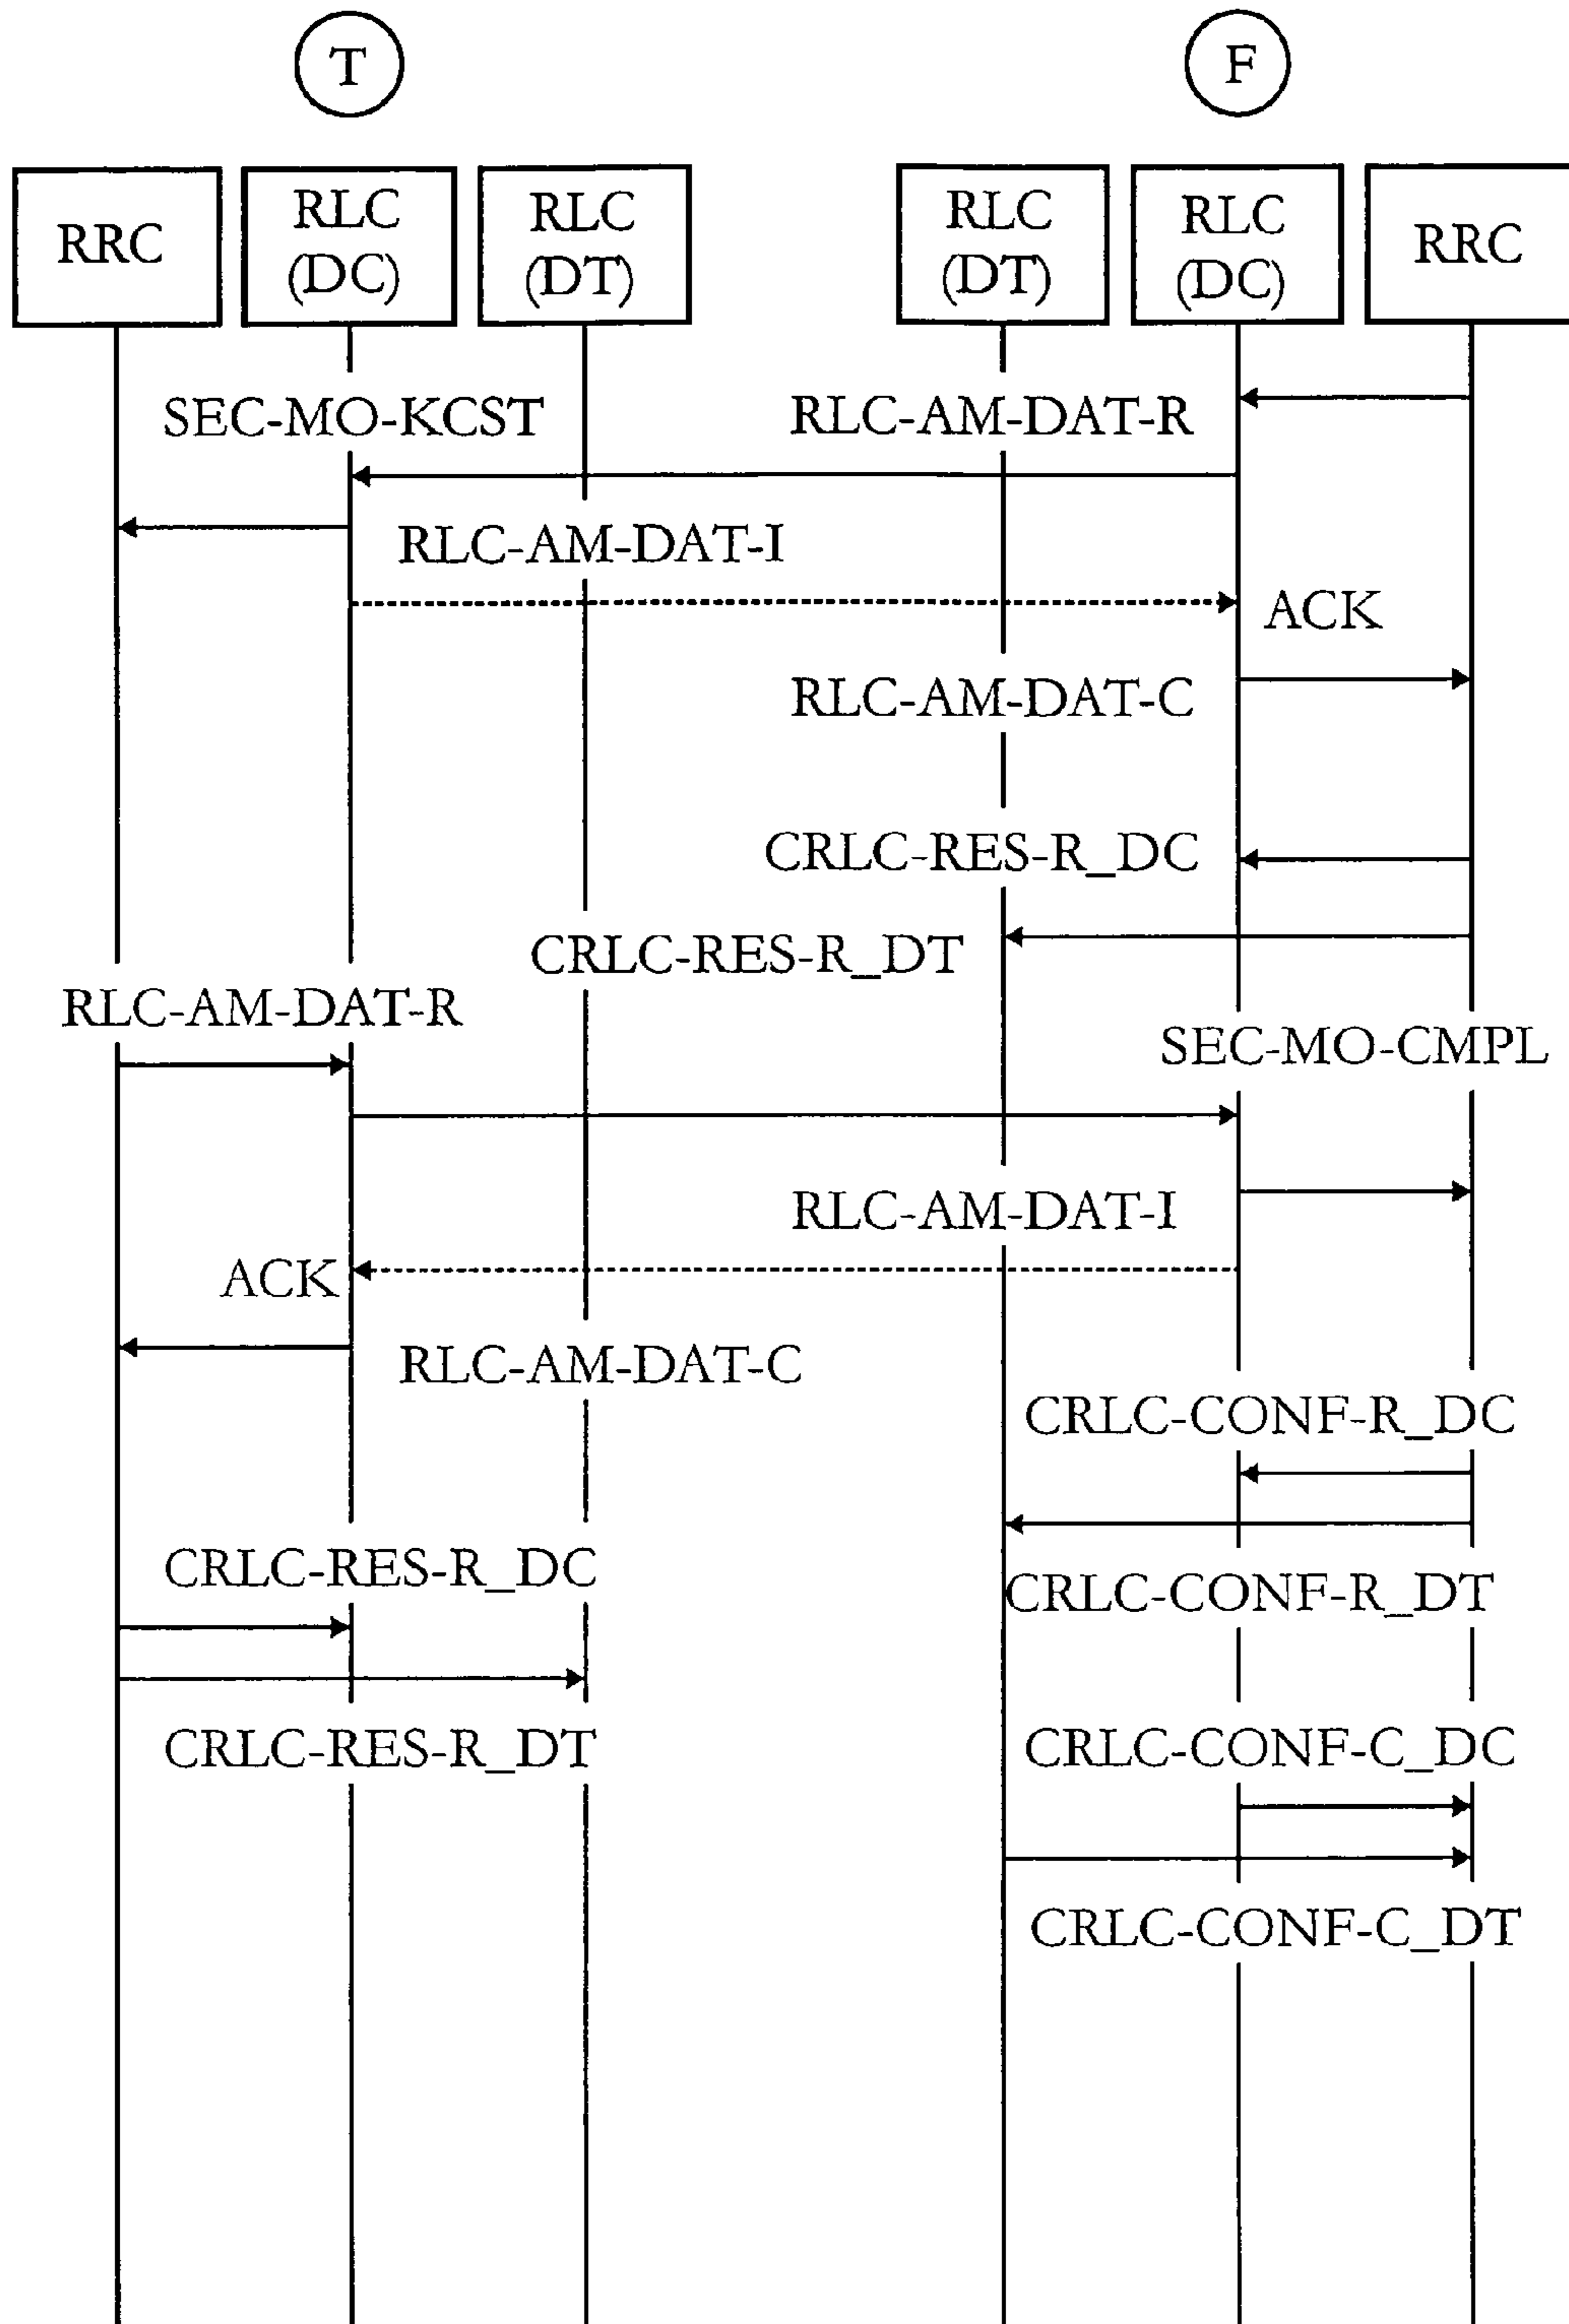 T
F
RRC
RLC
(DC)
RLC
(DT)
RLC
(DT)
RLC
(DC)
RRC
SEC-MO-KCST
RLC-AM-DAT-R
RLC-AM-DAT-I
ACK
RLC-AM-DAT-C
CRLC-RES-R_DC
CRLC-RES-R_DT
RLC-AM-DAT-R
SEC-MO-CMPL
RLC-AM-DAT-I
ACK
RLC-AM-DAT-C
CRLC-CONF-R_DC
CRLC-RES-R_DC
CRLC-CONF-R_DT
CRLC-RES-R_DT
CRLC-CONF-C_DC
CRLC-CONF-C_DT